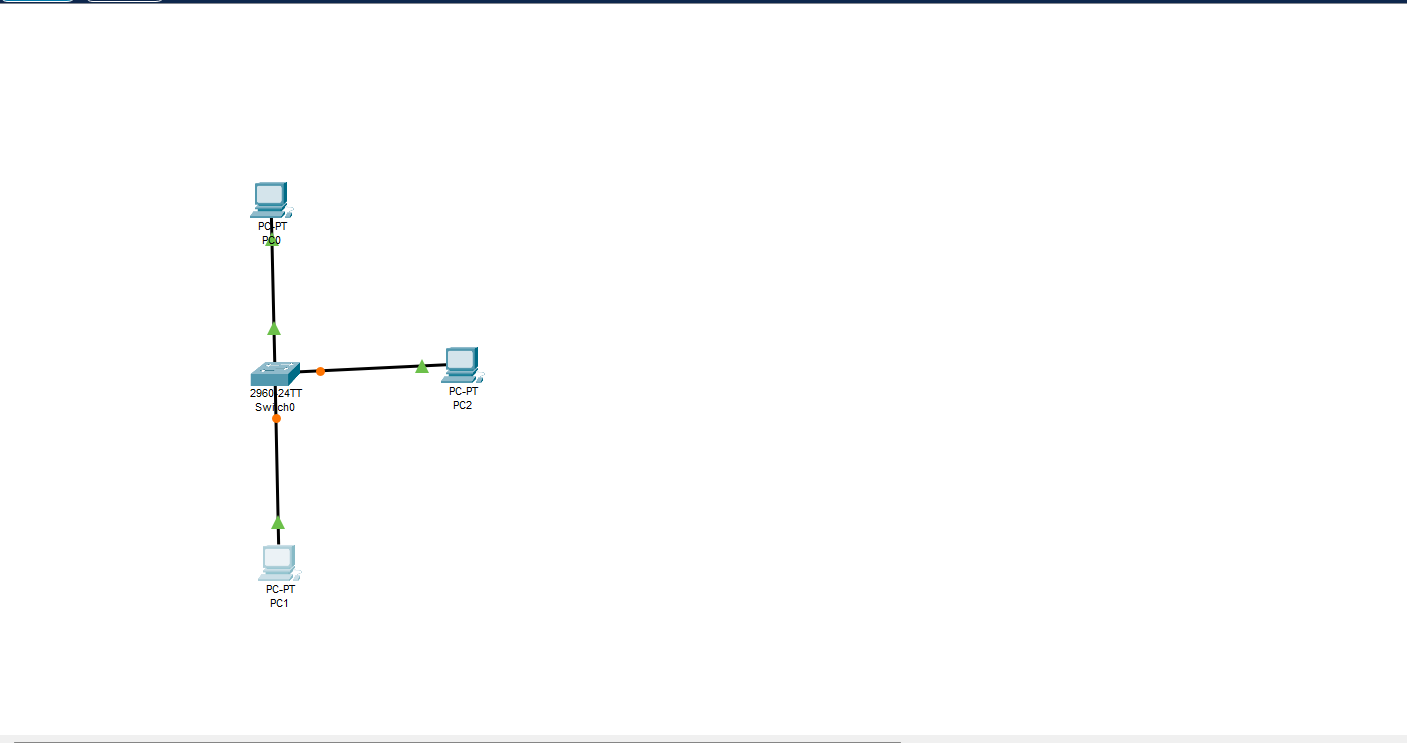 PC-PT
PC0
2960-24TT
Switch0
PC-PT
PC2
PC-PT
PC1